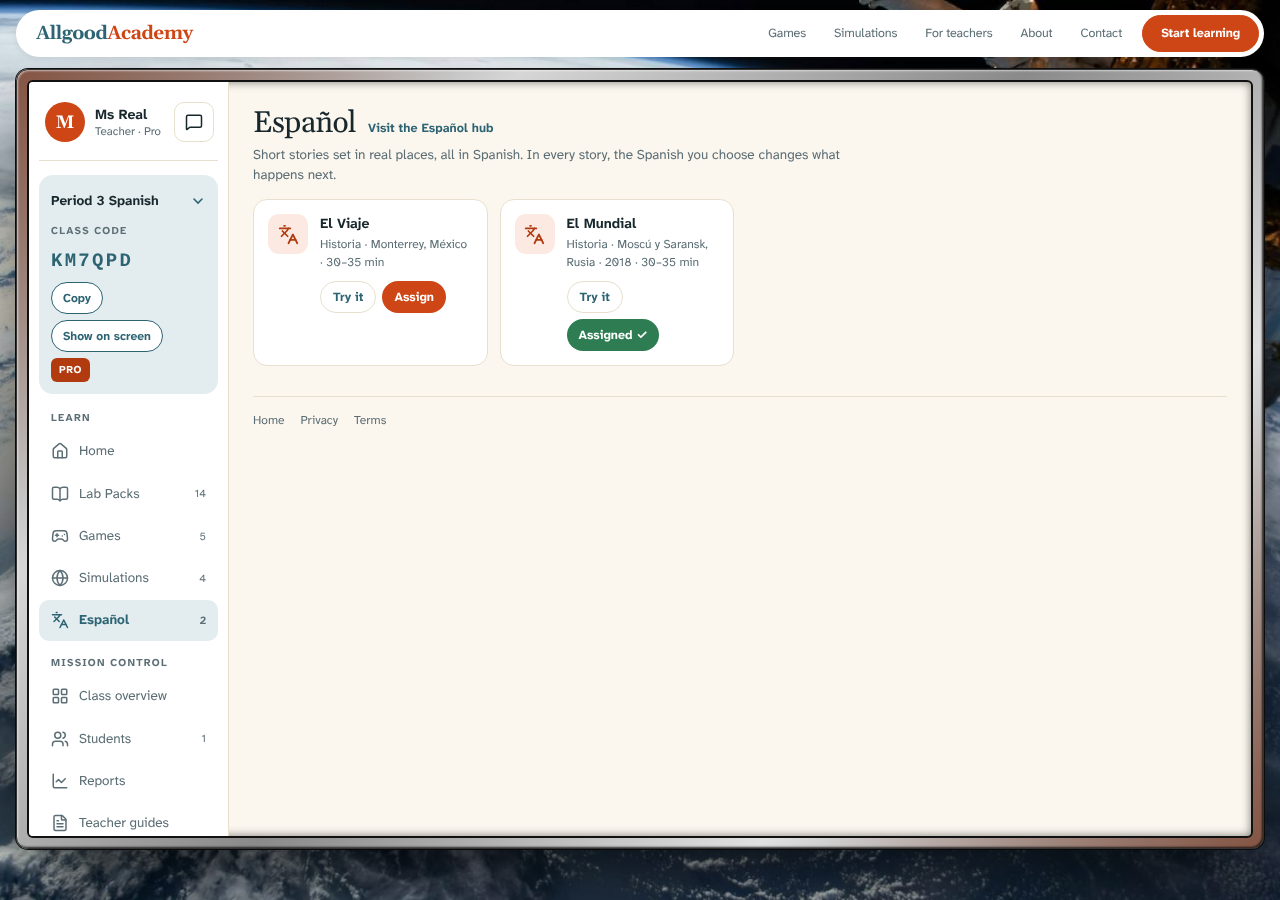 AllgoodAcademy
Games
Simulations
For teachers
About
Contact
Start learning
M
Ms Real
Teacher · Pro
Period 3 Spanish
CLASS CODE
KM7QPD
Copy
Show on screen
PRO
LEARN
Home
Lab Packs 14
Games 5
Simulations 4
Español 2
MISSION CONTROL
Class overview
Students 1
Reports
Teacher guides
Español Visit the Español hub
Short stories set in real places, all in Spanish. In every story, the Spanish you choose changes what
happens next.
El Viaje
Historia · Monterrey, México
· 30–35 min
Try it Assign
El Mundial
Historia · Moscú y Saransk,
Rusia · 2018 · 30–35 min
Try it
Assigned ✓
Home Privacy Terms